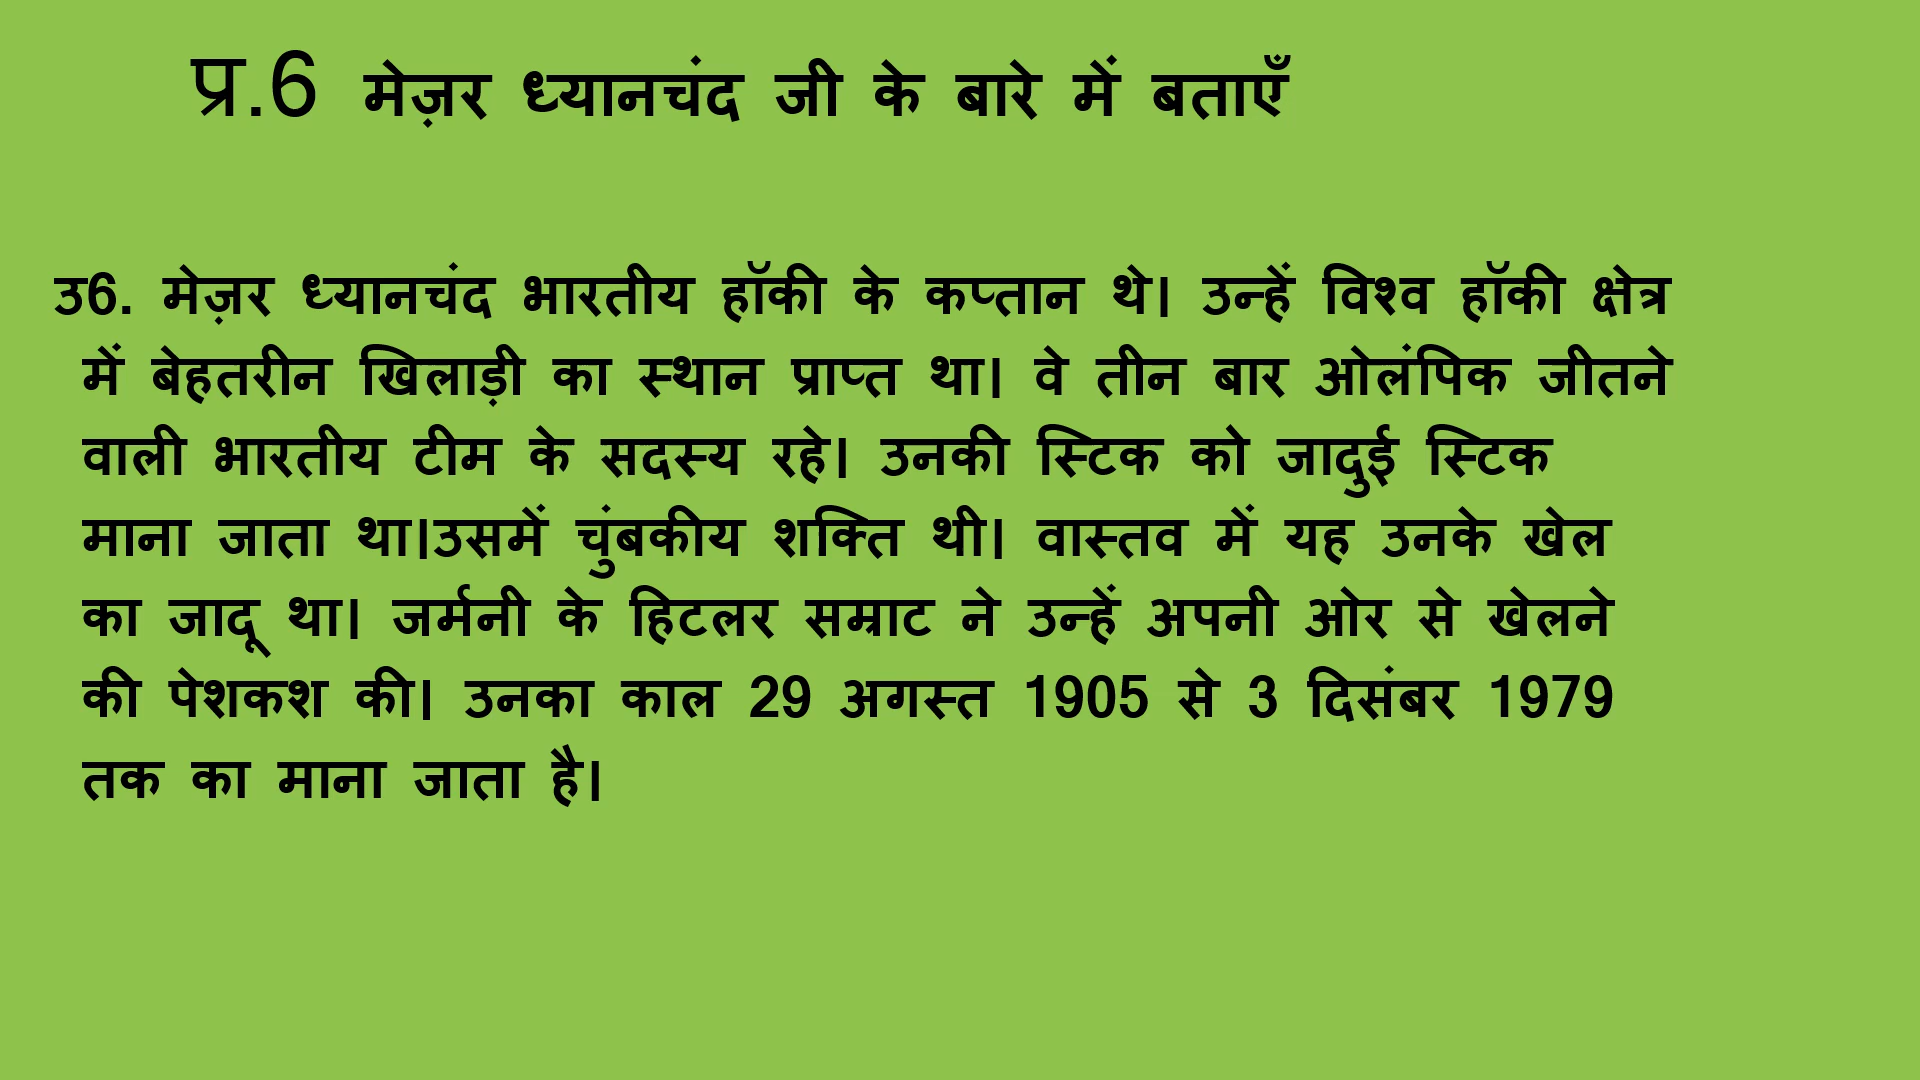 प्र.6 मेज़र ध्यानचंद जी के बारे में बताएँ
उ6. मेज़र ध्यानचंद भारतीय हॉकी के कप्तान थे। उन्हें विश्व हॉकी क्षेत्र
में बेहतरीन खिलाड़ी का स्थान प्राप्त था। वे तीन बार ओलंपिक जीतने
वाली भारतीय टीम के सदस्य रहे। उनकी स्टिक को जादुई स्टिक
माना जाता था।उसमें चुंबकीय शक्ति थी। वास्तव में यह उनके खेल
का जादू था। जर्मनी के हिटलर सम्राट ने उन्हें अपनी ओर से खेलने
की पेशकश की। उनका काल 29 अगस्त 1905 से 3 दिसंबर 1979
तक का माना जाता है।